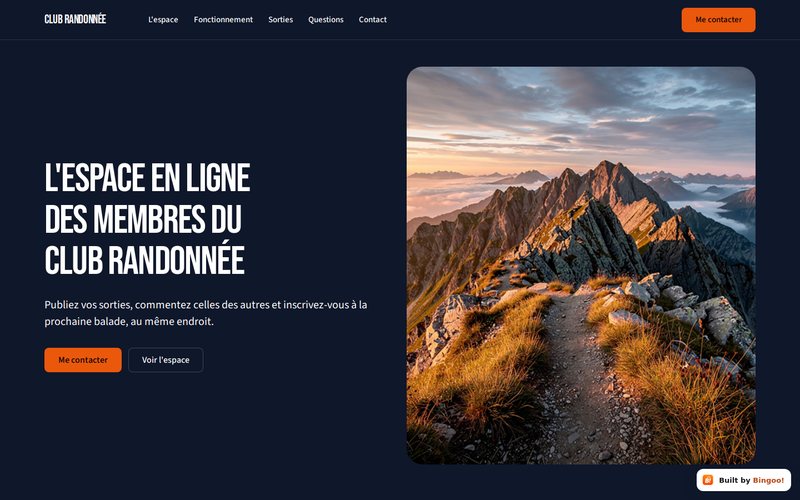 CLUB RANDONNÉE
L'espace
Fonctionnement
Sorties
Questions
Contact
Me contacter
L'ESPACE EN LIGNE
DES MEMBRES DU
CLUB RANDONNÉE
Publiez vos sorties, commentez celles des autres et inscrivez-vous à la
prochaine balade, au même endroit.
Me contacter
Voir l'espace
Built by Bingoo!